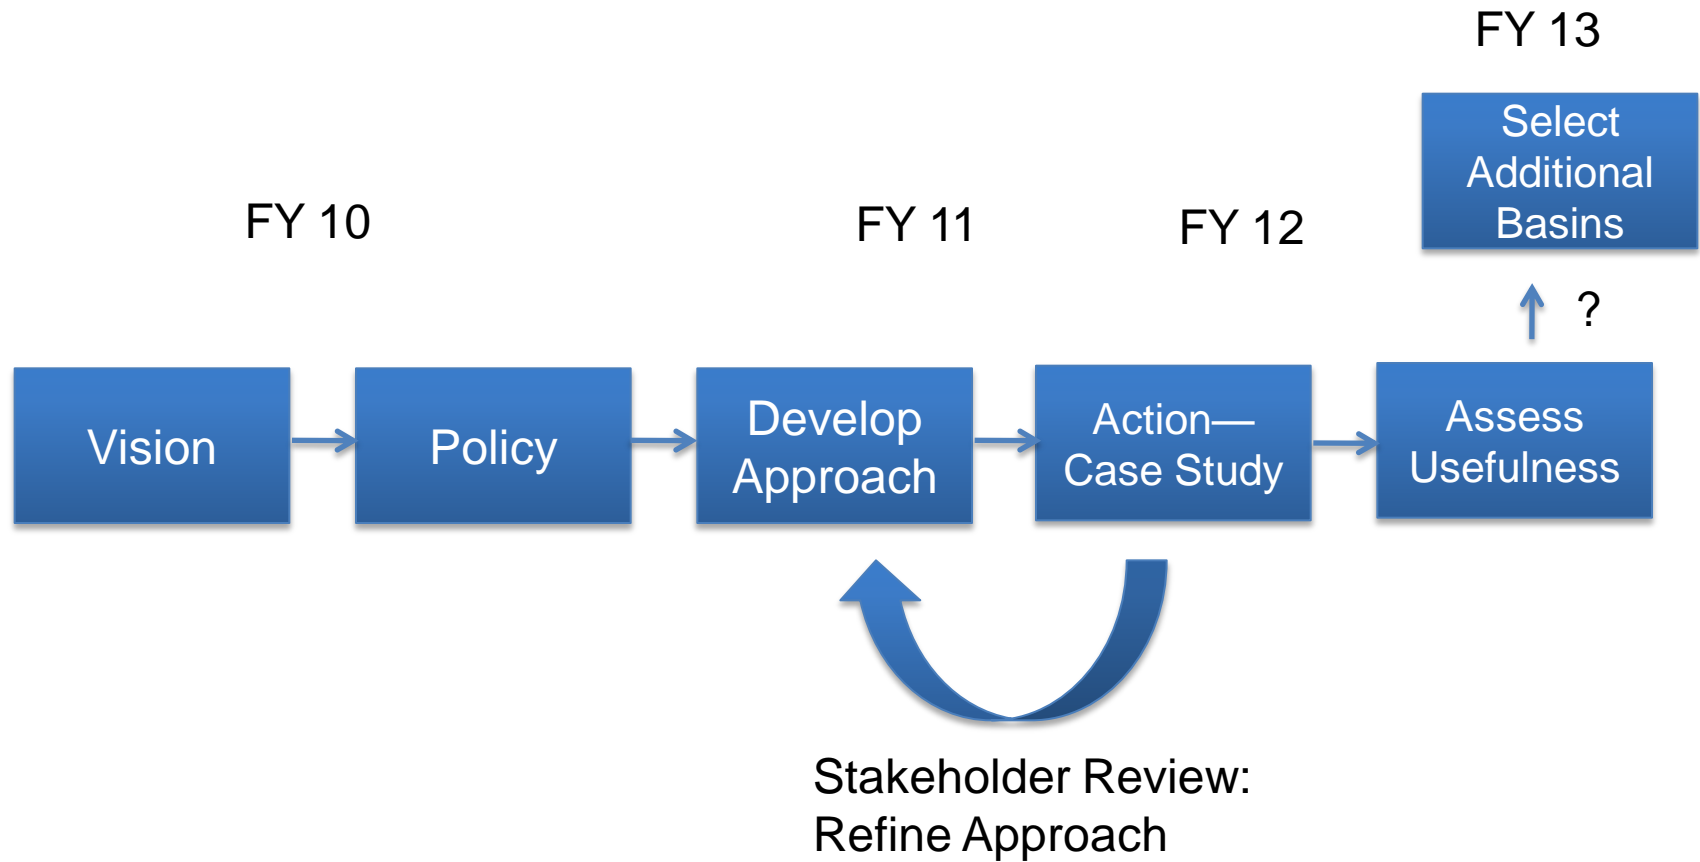 FY 13
Select
Additional
Basins
FY 10
FY 11
FY 12
?
Vision
Policy
Develop
Approach
Action—
Case Study
Assess
Usefulness
Stakeholder Review:
Refine Approach